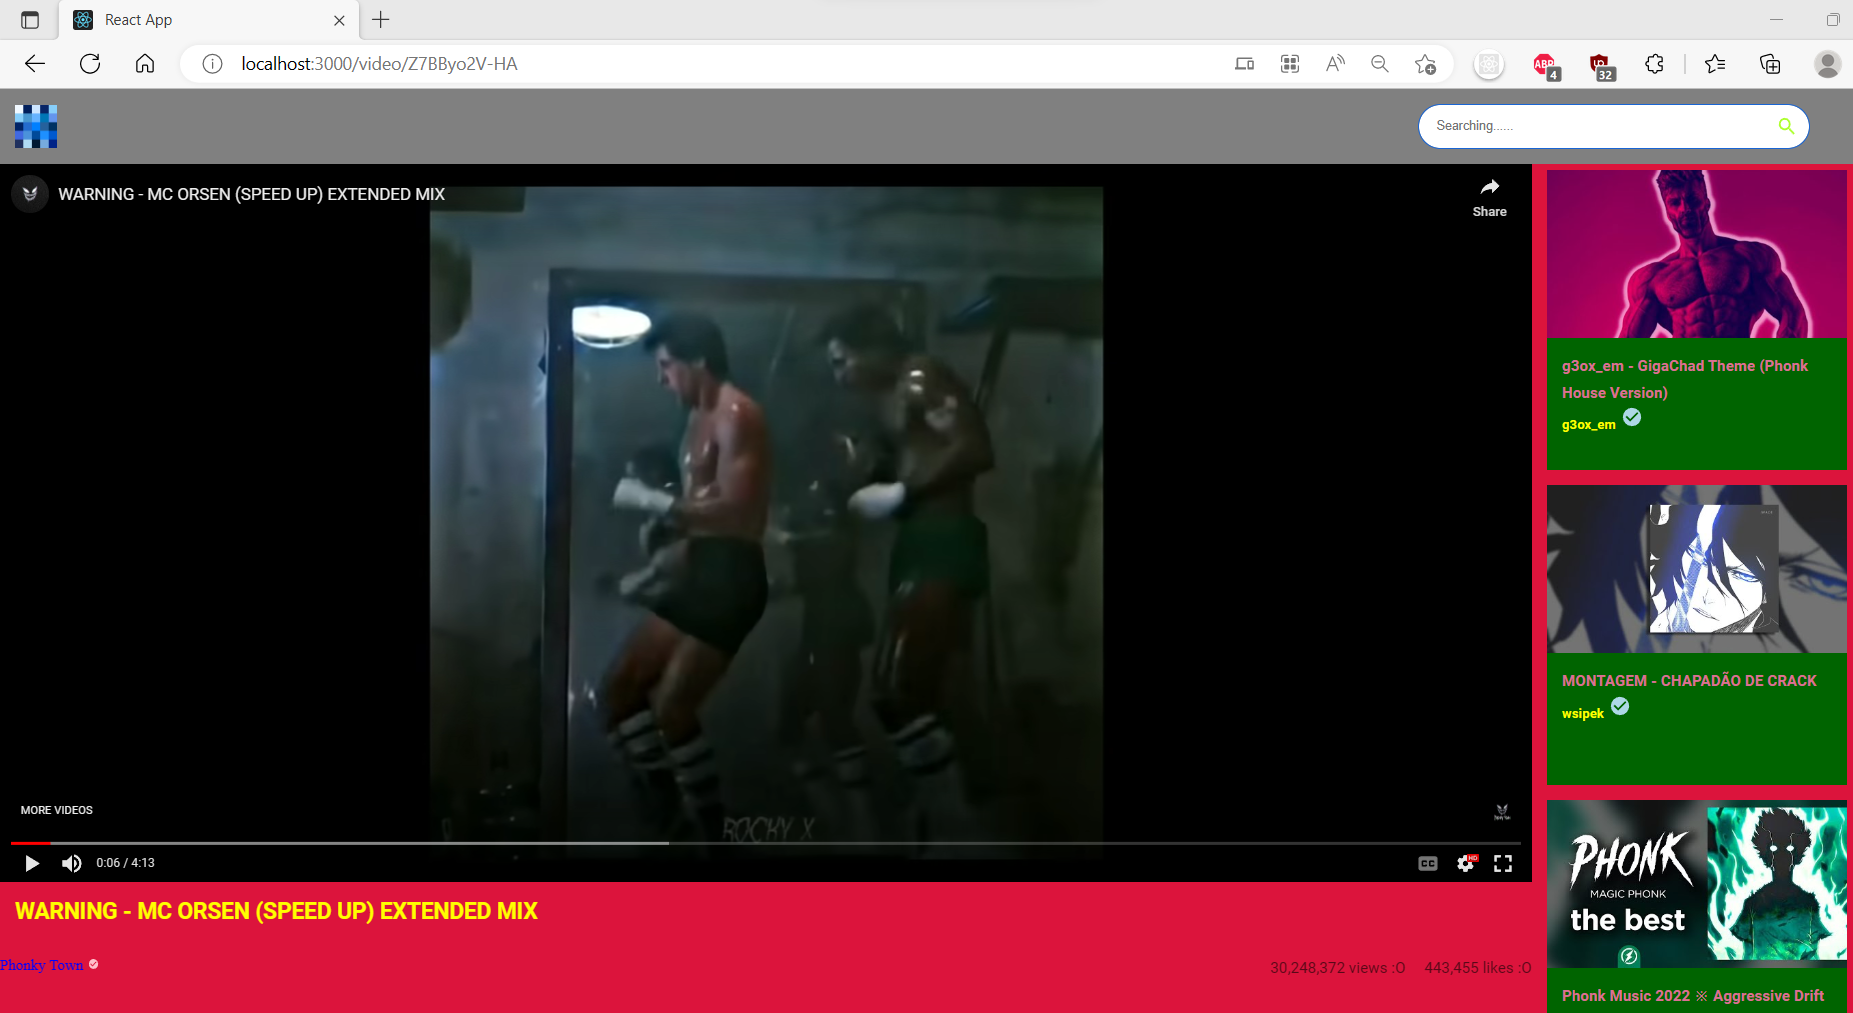 React App
localhost:3000/video/Z7BByo2V-HA
ABP
4
32
Searching......
WARNING - MC ORSEN (SPEED UP) EXTENDED MIX
Share
ROCKY X
MORE VIDEOS
0:06 / 4:13
CC
HD
WARNING - MC ORSEN (SPEED UP) EXTENDED MIX
Phonky Town
30,248,372 views :O
443,455 likes :O
g3ox_em - GigaChad Theme (Phonk
House Version)
g3ox_em
MONTAGEM - CHAPADÃO DE CRACK
wsipek
PHONK
MAGIC PHONK
the best
Phonk Music 2022 ※ Aggressive Drift